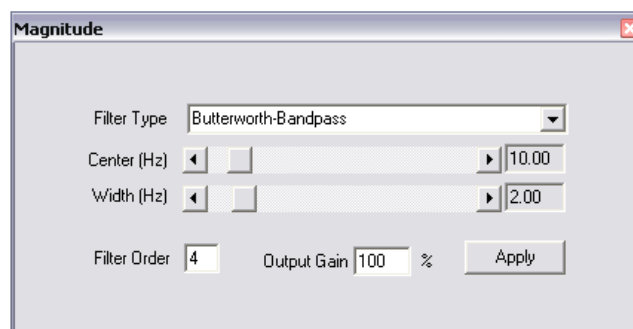 Magnitude
Filter Type Butterworth-Bandpass
Center (Hz) 10.00
Width (Hz) 2.00
Filter Order 4 Output Gain 100 % Apply